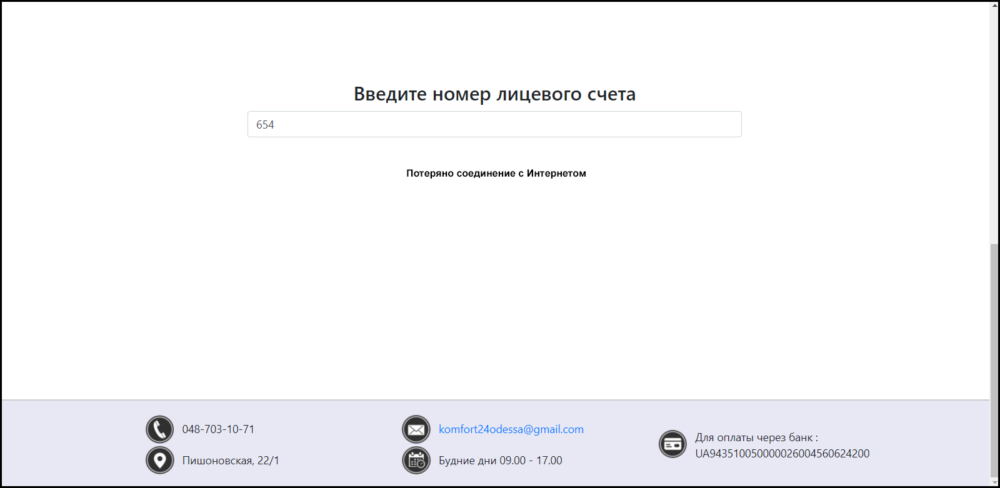 Введите номер лицевого счета
654
Потеряно соединение с Интернетом
048-703-10-71
Пишоновская, 22/1
komfort24odessa@gmail.com
Будние дни 09.00 - 17.00
Для оплаты через банк :
UA943510050000026004560624200